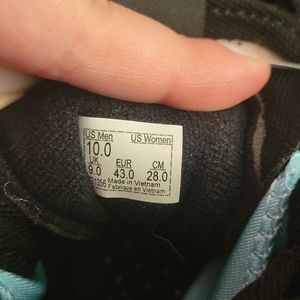 US Men US Women
10.0
UK EUR CM
9.0 43.0 28.0
Made in Vietnam
Fabriqué en Vietnam